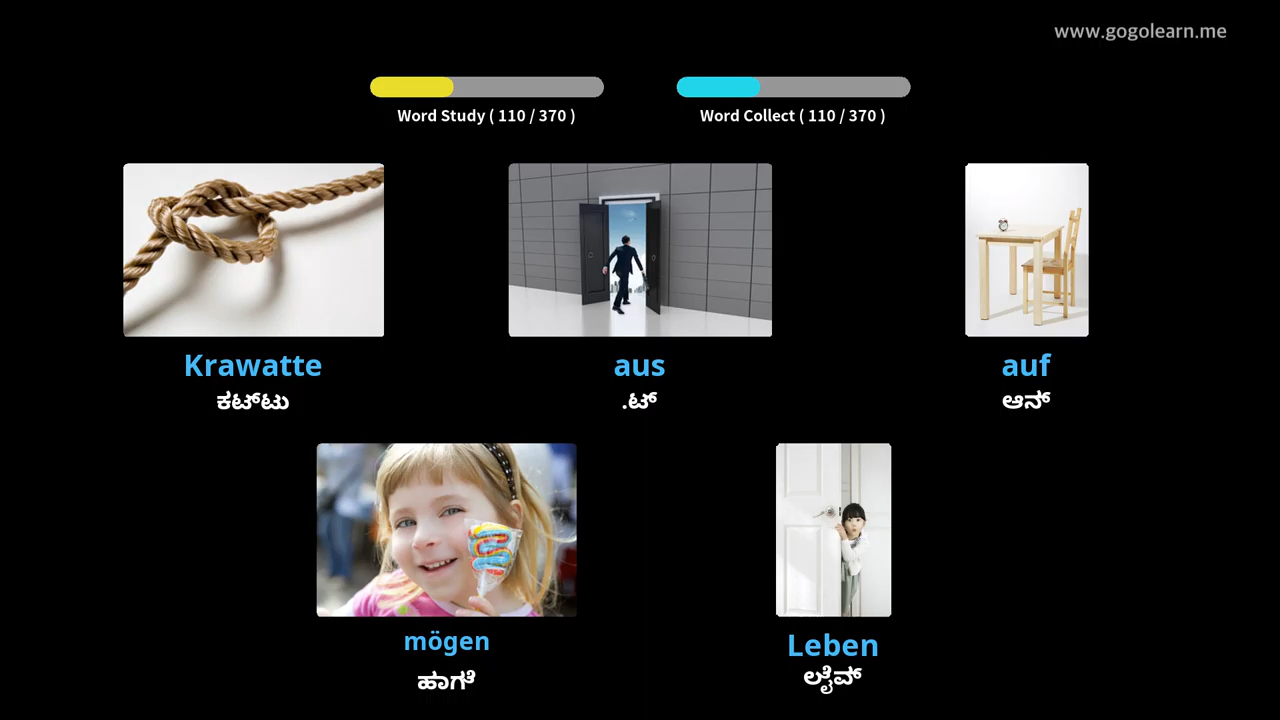 www.gogolearn.me
Word Study ( 110 / 370 )
Word Collect ( 110 / 370 )
Krawatte
ಕಟ್ಟು
aus
.ಟ್
auf
ಆನ್
mögen
ಹಾಗೆ
Leben
ಲೈವ್